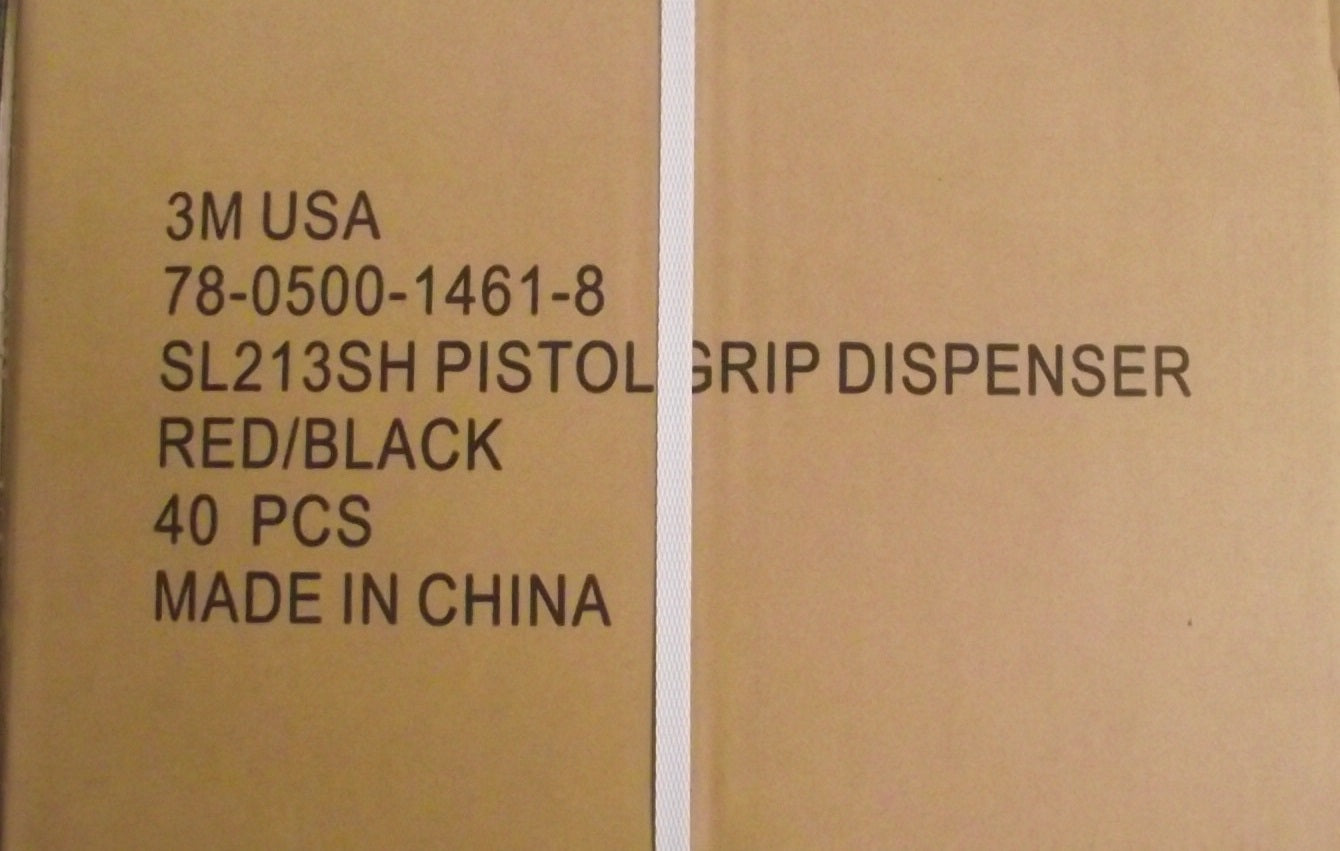 3M USA
78-0500-1461-8
SL213SH PISTOL GRIP DISPENSER
RED/BLACK
40 PCS
MADE IN CHINA